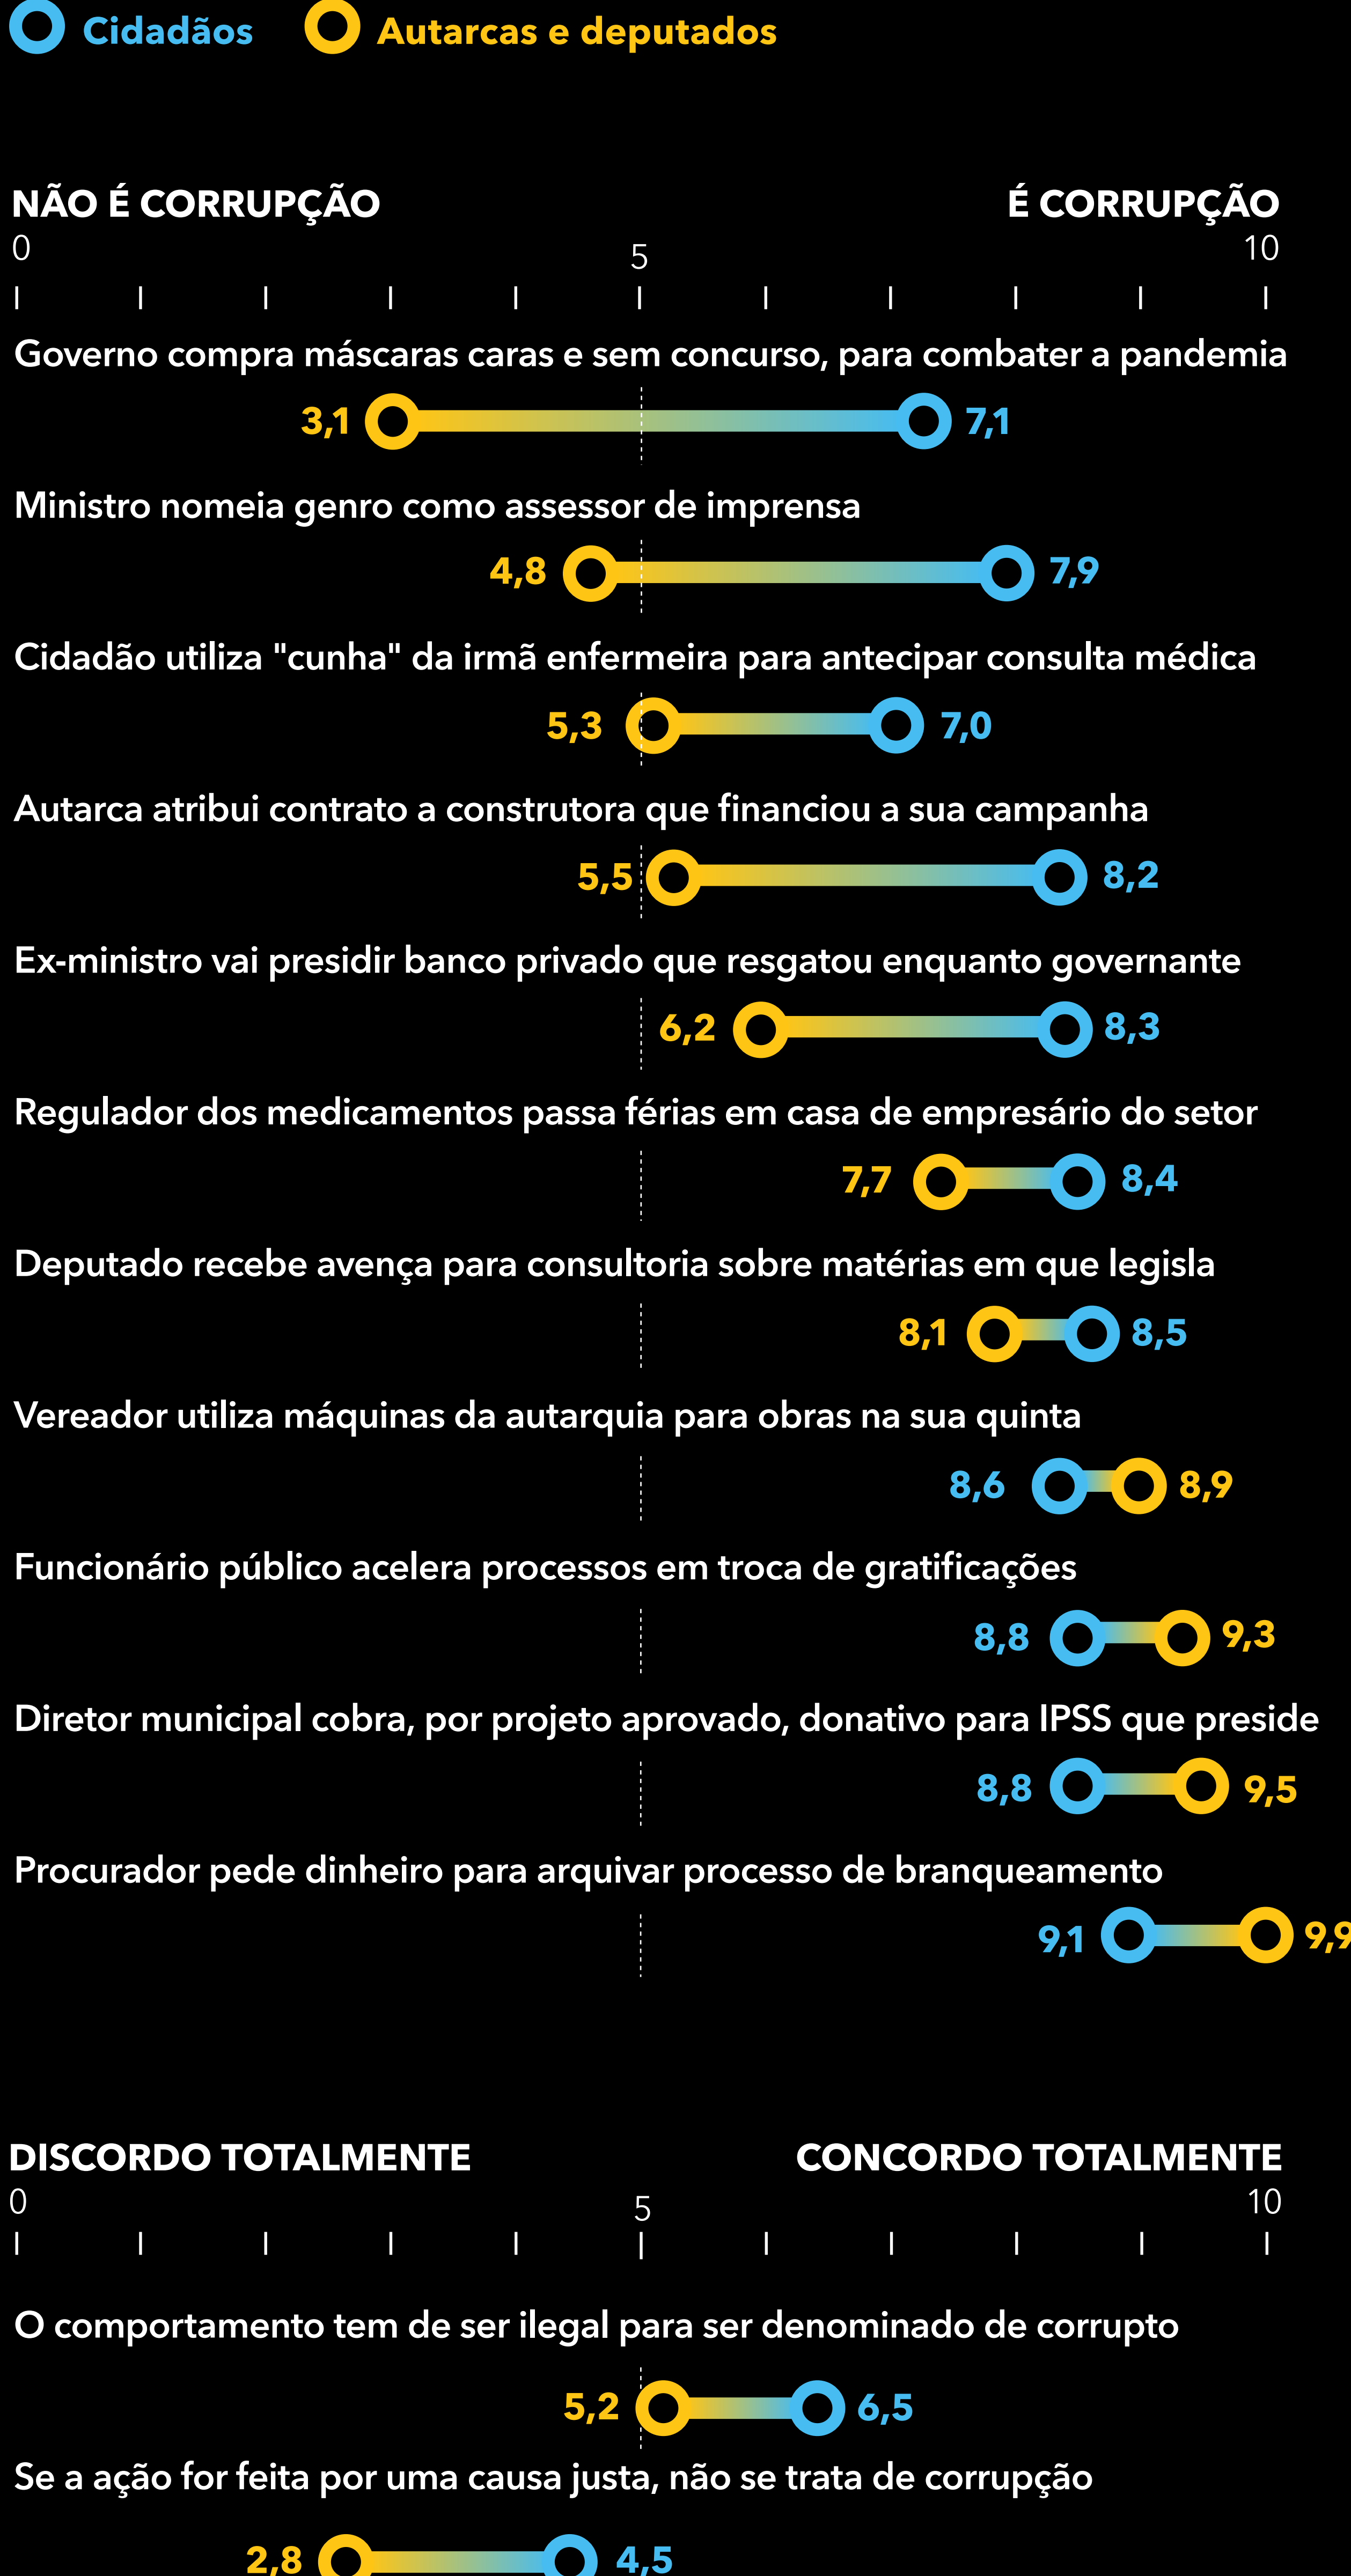 Cidadãos Autarcas e deputados
NÃO É CORRUPÇÃO É CORRUPÇÃO
0 5 10
Governo compra máscaras caras e sem concurso, para combater a pandemia
3,1 7,1
Ministro nomeia genro como assessor de imprensa
4,8 7,9
Cidadão utiliza "cunha" da irmã enfermeira para antecipar consulta médica
5,3 7,0
Autarca atribui contrato a construtora que financiou a sua campanha
5,5 8,2
Ex-ministro vai presidir banco privado que resgatou enquanto governante
6,2 8,3
Regulador dos medicamentos passa férias em casa de empresário do setor
7,7 8,4
Deputado recebe avença para consultoria sobre matérias em que legisla
8,1 8,5
Vereador utiliza máquinas da autarquia para obras na sua quinta
8,6 8,9
Funcionário público acelera processos em troca de gratificações
8,8 9,3
Diretor municipal cobra, por projeto aprovado, donativo para IPSS que preside
8,8 9,5
Procurador pede dinheiro para arquivar processo de branqueamento
9,1 9,9
DISCORDO TOTALMENTE CONCORDO TOTALMENTE
0 5 10
O comportamento tem de ser ilegal para ser denominado de corrupto
5,2 6,5
Se a ação for feita por uma causa justa, não se trata de corrupção
2,8 4,5